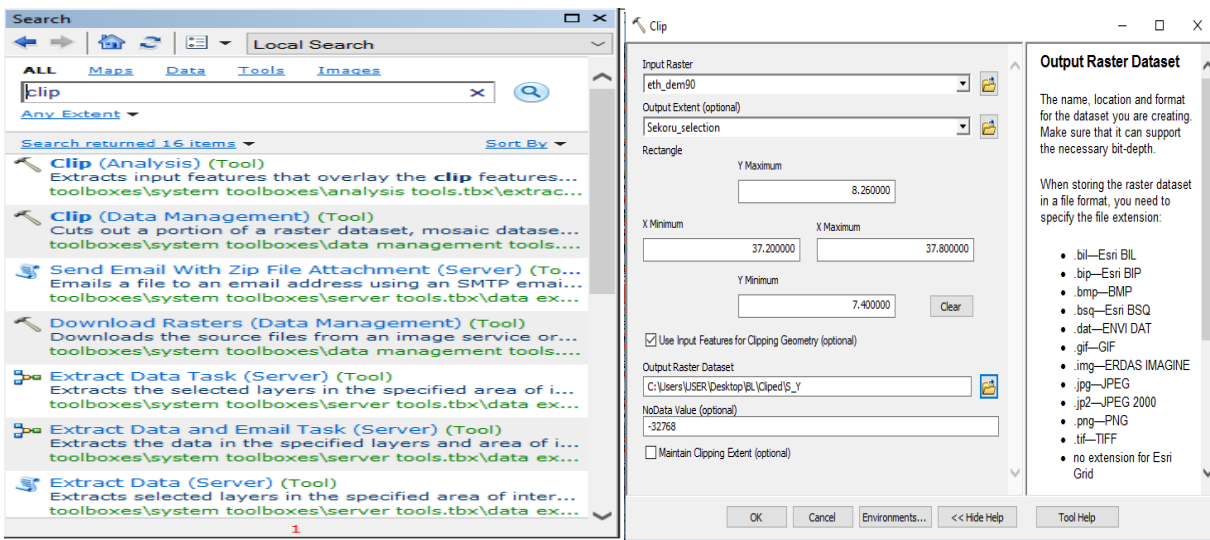 Search
Local Search
ALL Maps Data Tools Images
clip
Any Extent
Search returned 16 items Sort By
Clip (Analysis) (Tool)
Extracts input features that overlay the clip features...
toolboxes\system toolboxes\analysis tools.tbx\extrac...
Clip (Data Management) (Tool)
Cuts out a portion of a raster dataset, mosaic datase...
toolboxes\system toolboxes\data management tools....
Send Email With Zip File Attachment (Server) (To...
Emails a file to an email address using an SMTP emai...
toolboxes\system toolboxes\server tools.tbx\data ex...
Download Rasters (Data Management) (Tool)
Downloads the source files from an image service or...
toolboxes\system toolboxes\data management tools....
Extract Data Task (Server) (Tool)
Extracts the selected layers in the specified area of i...
toolboxes\system toolboxes\server tools.tbx\data ex...
Extract Data and Email Task (Server) (Tool)
Extracts the data in the specified layers and area of i...
toolboxes\system toolboxes\server tools.tbx\data ex...
Extract Data (Server) (Tool)
Extracts selected layers in the specified area of inter...
toolboxes\system toolboxes\server tools.tbx\data ex...
1
Clip
Input Raster
eth_dem90
Output Extent (optional)
Sekoru_selection
Rectangle
Y Maximum
8.260000
X Minimum X Maximum
37.200000 37.800000
Y Minimum
7.400000 Clear
Use Input Features for Clipping Geometry (optional)
Output Raster Dataset
C:\Users\USER\Desktop\BL\Cliped\S_Y
NoData Value (optional)
-32768
Maintain Clipping Extent (optional)
OK Cancel Environments... << Hide Help Tool Help
Output Raster Dataset
The name, location and format
for the dataset you are creating.
Make sure that it can support
the necessary bit-depth.
When storing the raster dataset
in a file format, you need to
specify the file extension:
• .bil—Esri BIL
• .bip—Esri BIP
• .bmp—BMP
• .bsq—Esri BSQ
• .dat—ENVI DAT
• .gif—GIF
• .img—ERDAS IMAGINE
• .jpg—JPEG
• .jp2—JPEG 2000
• .png—PNG
• .tif—TIFF
• no extension for Esri
Grid